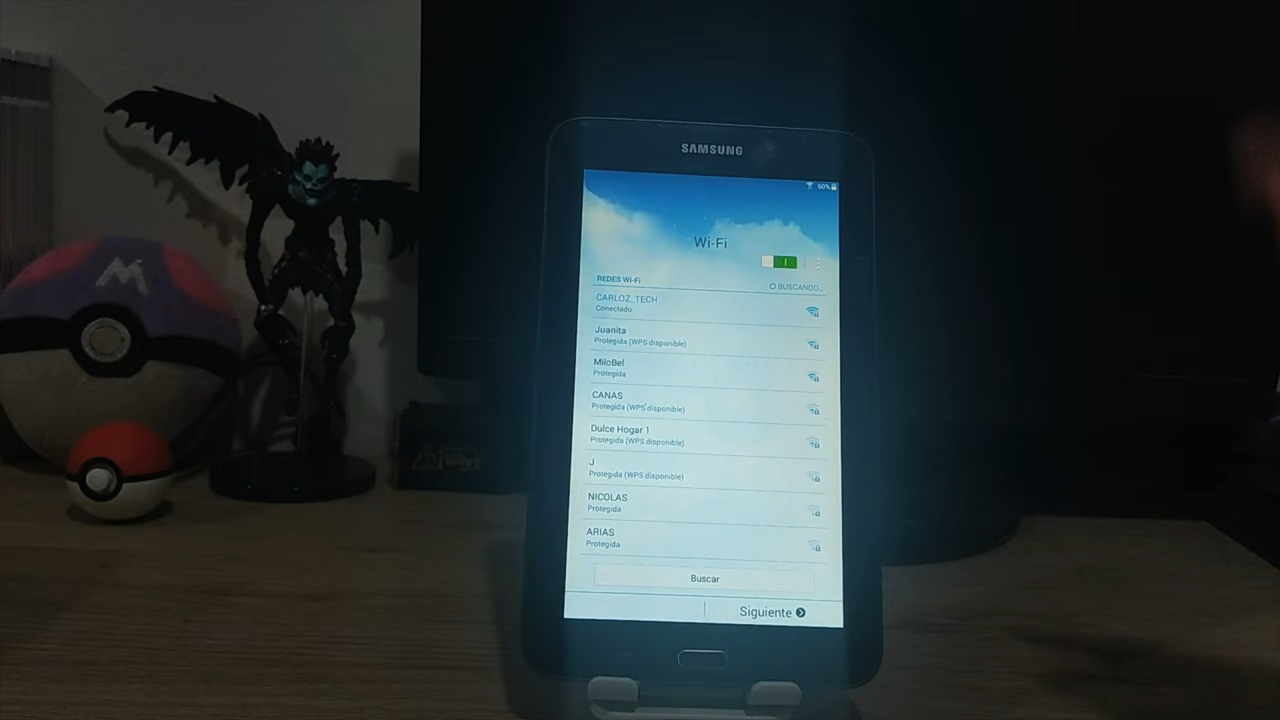 SAMSUNG
50%
Wi-Fi
REDES Wi-Fi
BUSCANDO...
CARLOZ_TECH
Conectado
Juanita
Protegida (WPS disponible)
MiloBel
Protegida
CANAS
Protegida (WPS disponible)
Dulce Hogar 1
Protegida (WPS disponible)
J
Protegida (WPS disponible)
NICOLAS
Protegida
ARIAS
Protegida
Buscar
Siguiente
M